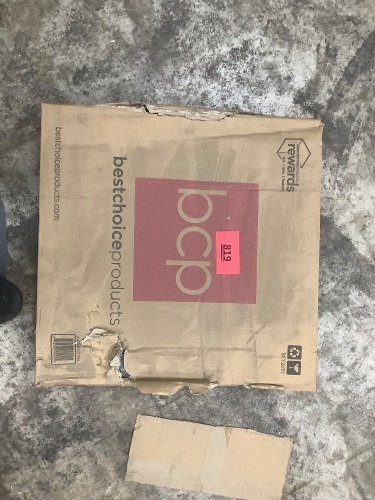 rewards
bcp
819
bestchoiceproducts
bestchoiceproducts.com